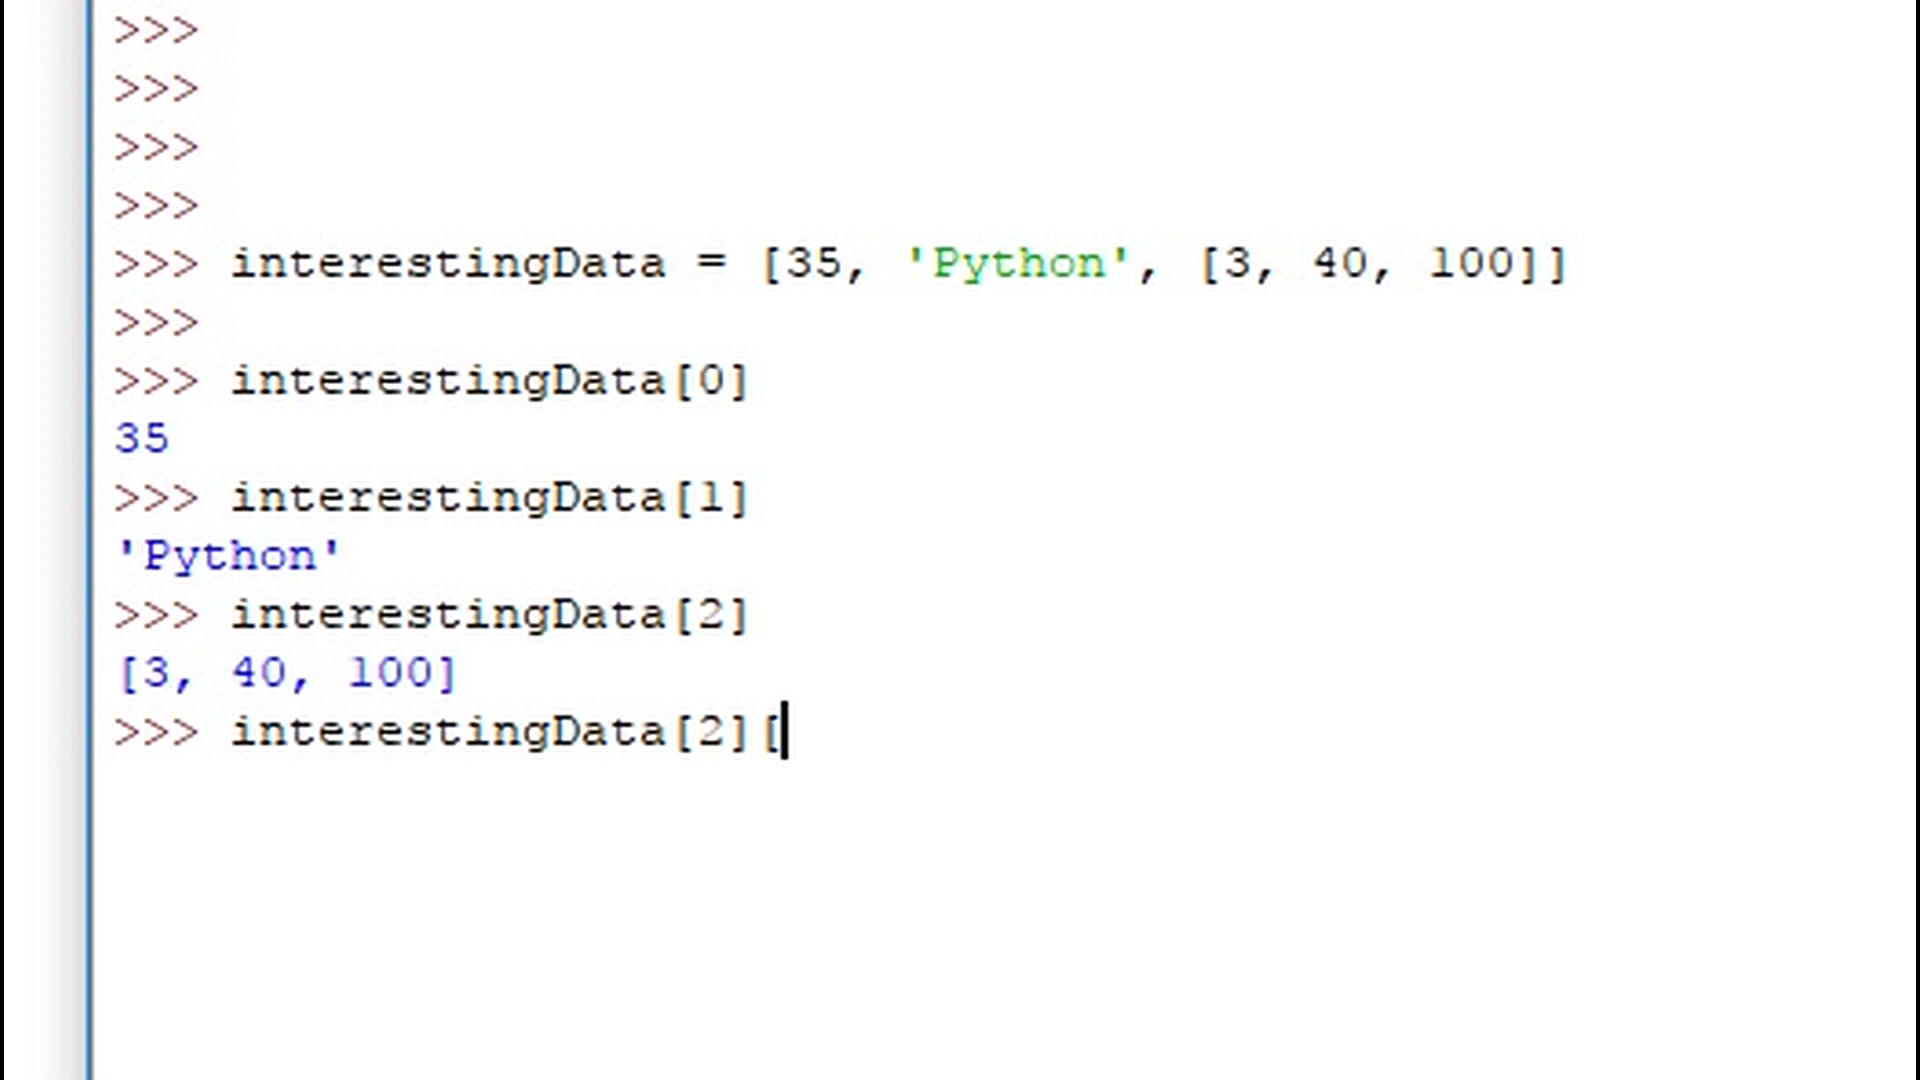 >>>
>>>
>>>
>>>
>>> interestingData = [35, 'Python', [3, 40, 100]]
>>>
>>> interestingData[0]
35
>>> interestingData[1]
'Python'
>>> interestingData[2]
[3, 40, 100]
>>> interestingData[2][